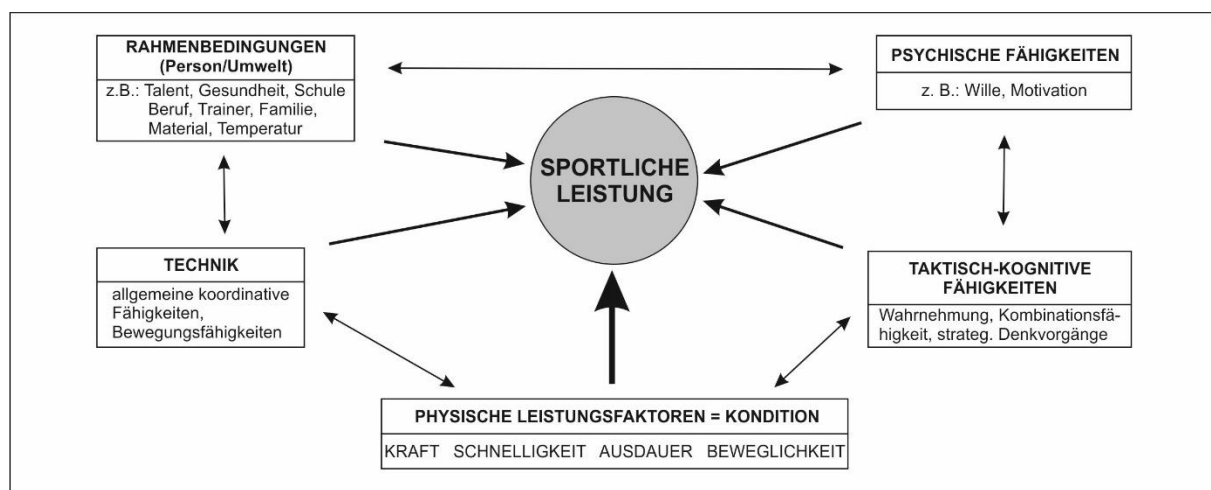 RAHMENBEDINGUNGEN
(Person/Umwelt)
z.B.: Talent, Gesundheit, Schule
Beruf, Trainer, Familie,
Material, Temperatur
PSYCHISCHE FÄHIGKEITEN
z. B.: Wille, Motivation
SPORTLICHE
LEISTUNG
TECHNIK
allgemeine koordinative
Fähigkeiten,
Bewegungsfähigkeiten
TAKTISCH-KOGNITIVE
FÄHIGKEITEN
Wahrnehmung, Kombinationsfä-
higkeit, strateg. Denkvorgänge
PHYSISCHE LEISTUNGSFAKTOREN = KONDITION
KRAFT SCHNELLIGKEIT AUSDAUER BEWEGLICHKEIT